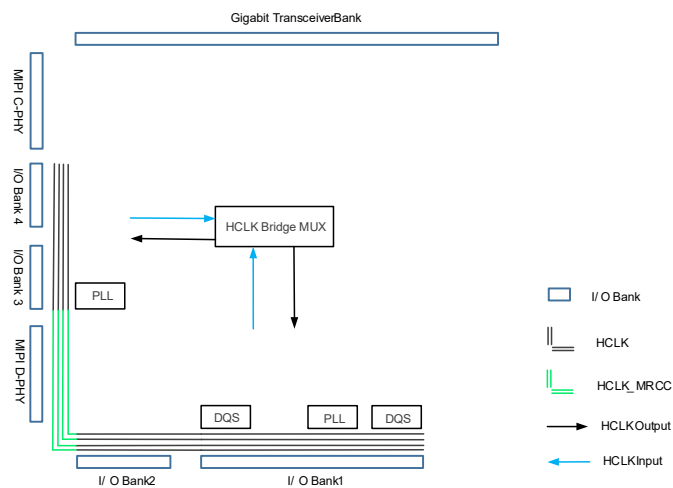 Gigabit TransceiverBank
MIPI C-PHY
I/O Bank 4
HCLK Bridge MUX
I/O Bank 3
PLL
I/ O Bank
MIPI D-PHY
HCLK
HCLK_MRCC
DQS
PLL
DQS
HCLKOutput
HCLKInput
I/ O Bank2
I/ O Bank1